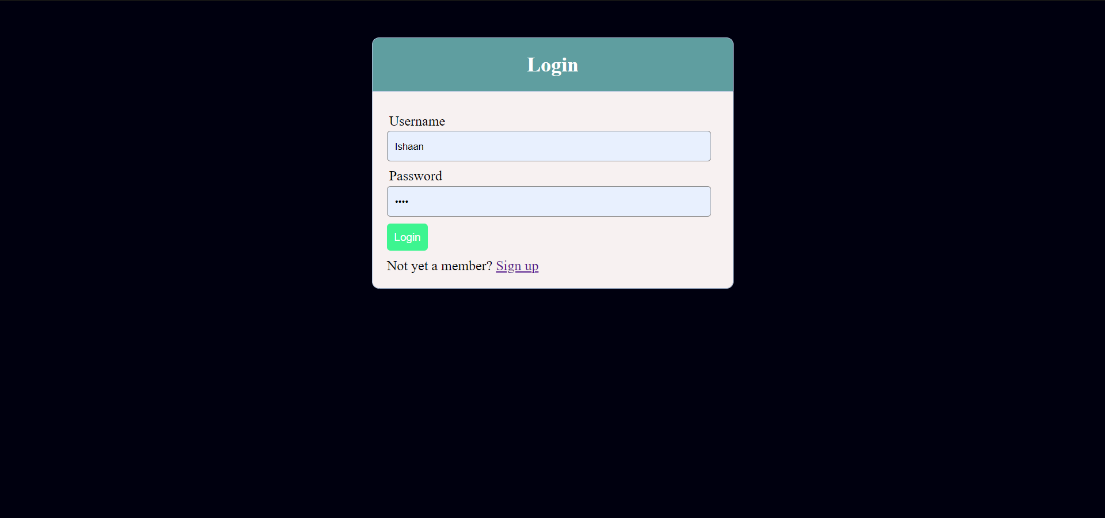 Login
Username
Ishaan
Password
••••
Login
Not yet a member? Sign up